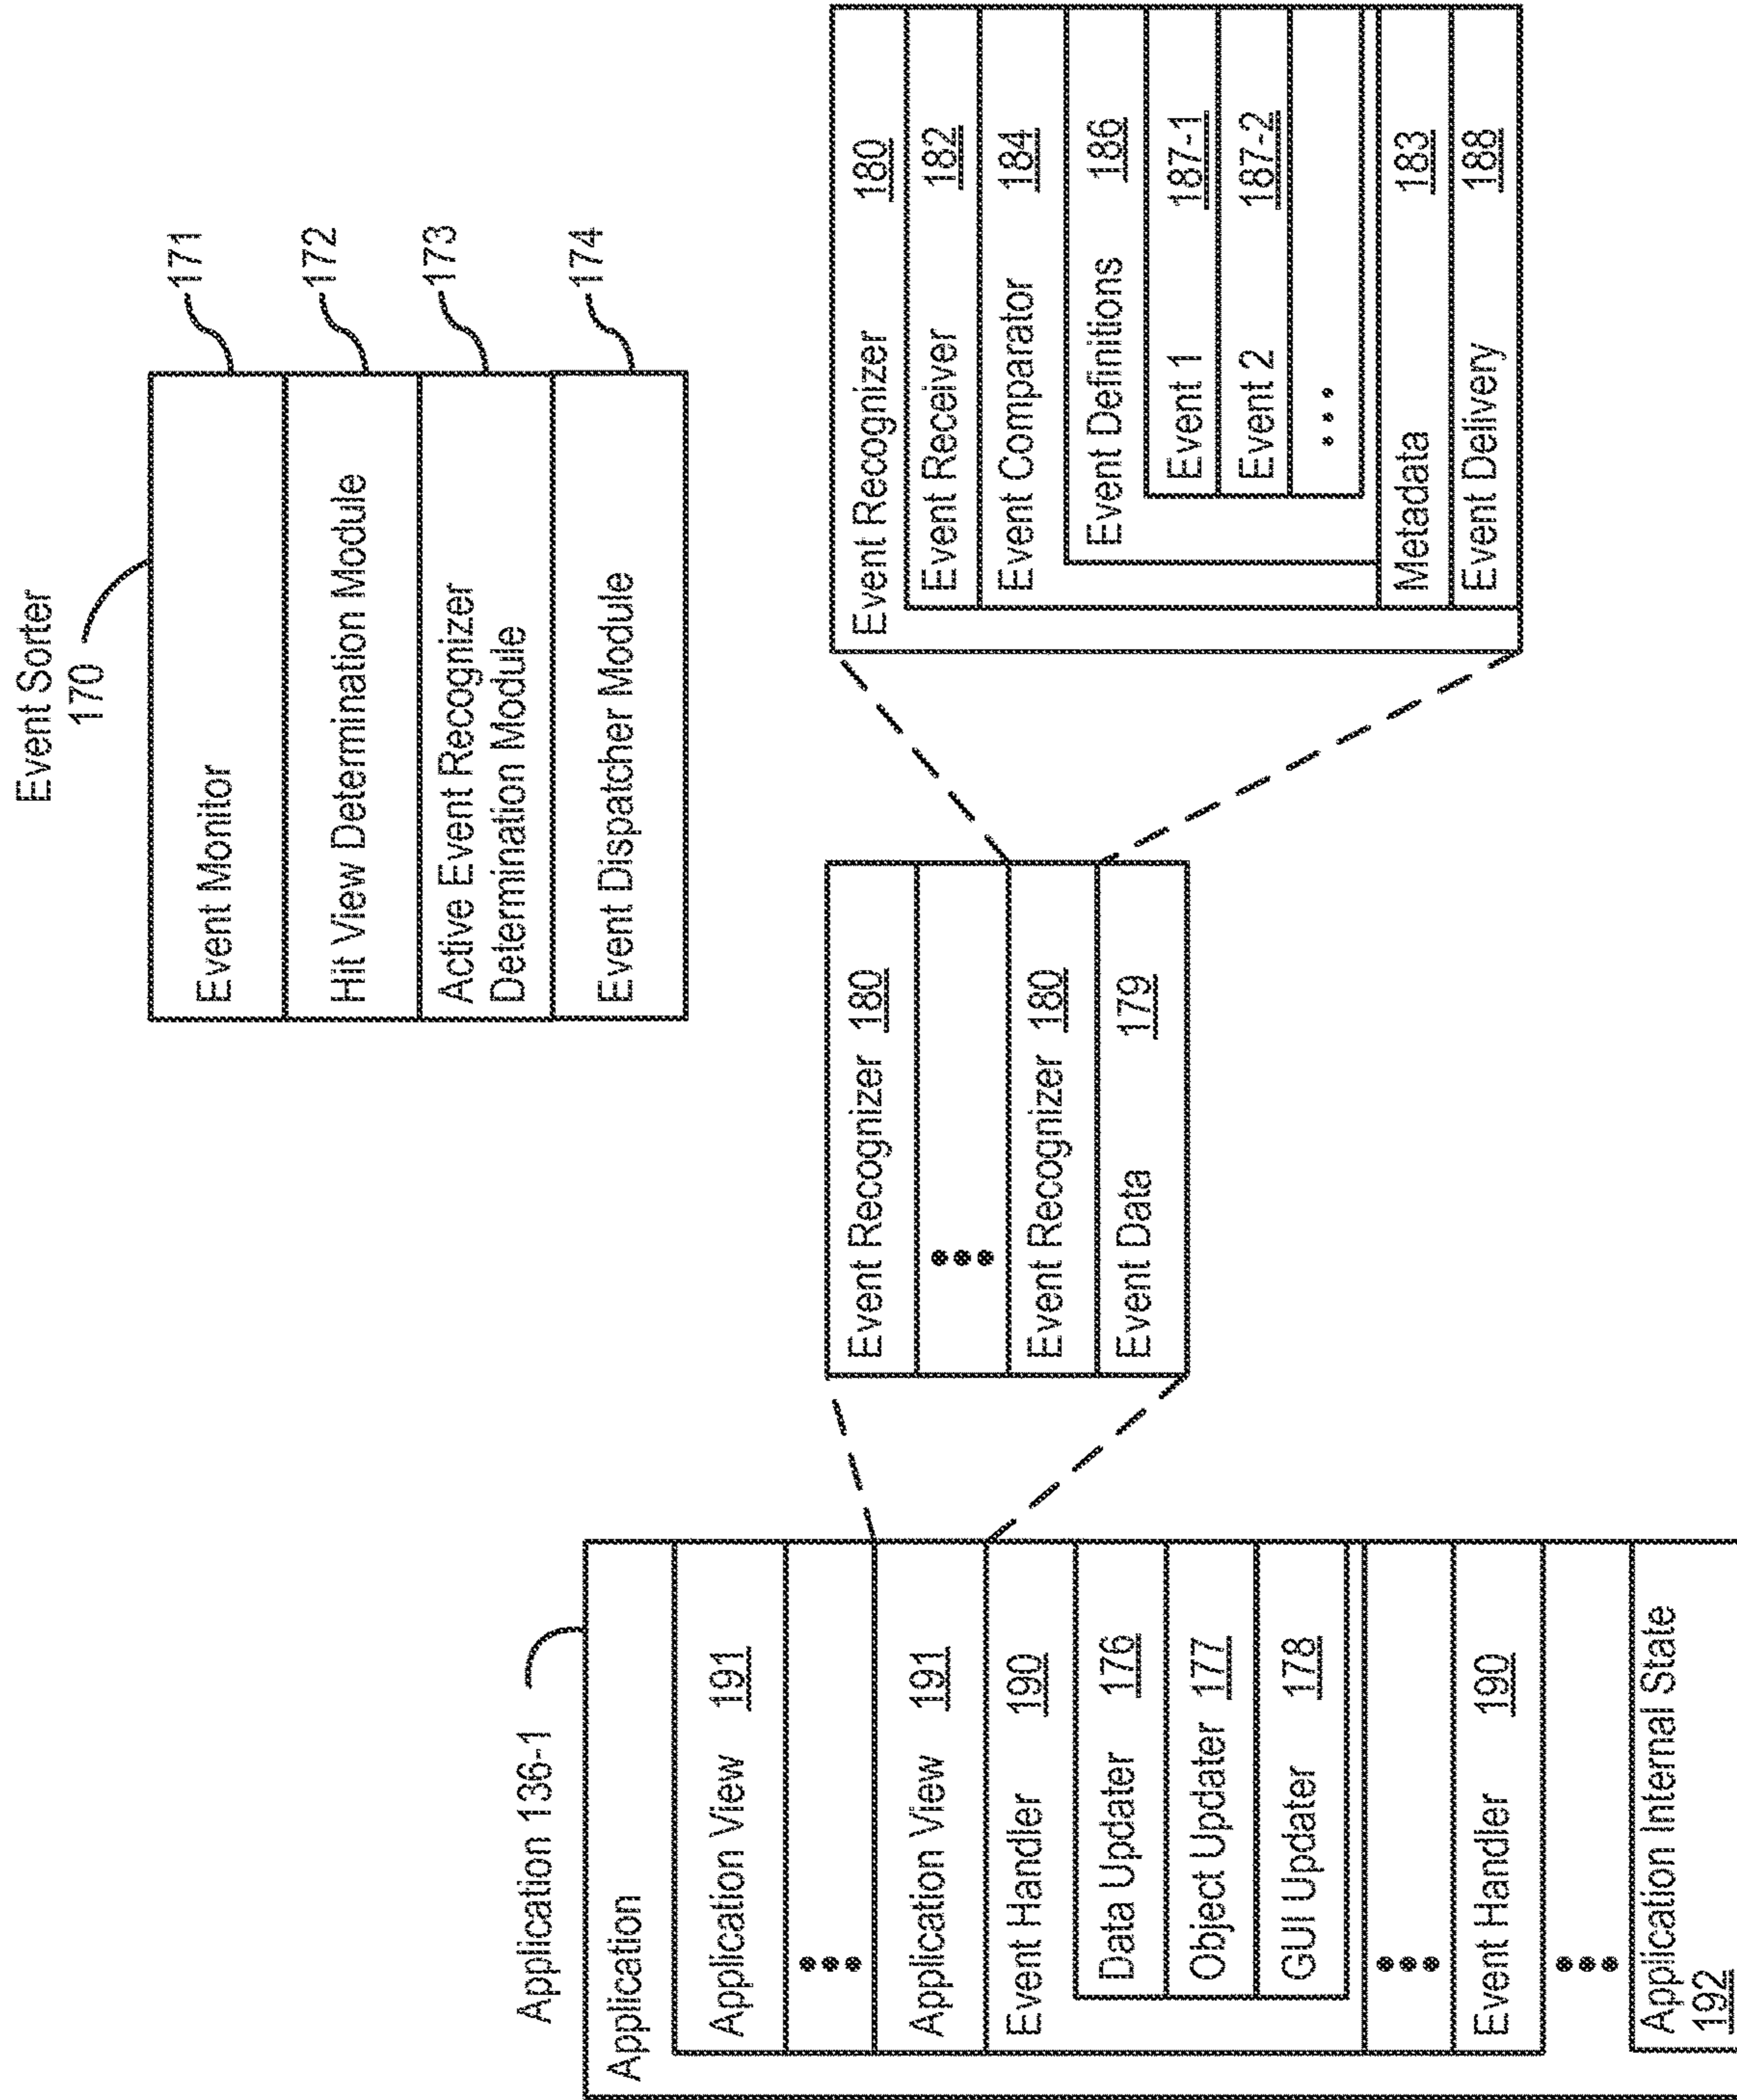 Event Sorter
170
Event Monitor
171
Hit View Determination Module
172
Active Event Recognizer
Determination Module
173
Event Dispatcher Module
174
Application 136-1
Application
Application View 191
Application View 191
Event Handler 190
Data Updater 176
Object Updater 177
GUI Updater 178
Event Handler 190
Application Internal State
192
Event Recognizer 180
Event Recognizer 180
Event Data 179
Event Recognizer 180
Event Receiver 182
Event Comparator 184
Event Definitions 186
Event 1 187-1
Event 2 187-2
Metadata 183
Event Delivery 188